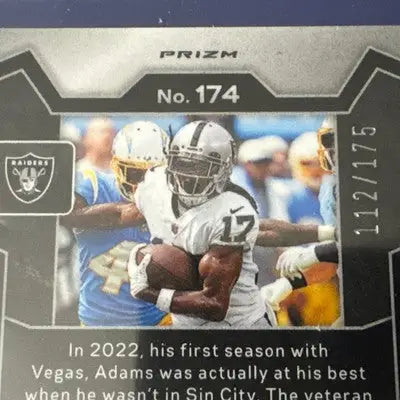 PRIZM
No. 174
RAIDERS
112/175
17
4
In 2022, his first season with
Vegas, Adams was actually at his best
when he wasn't in Sin City. The veteran